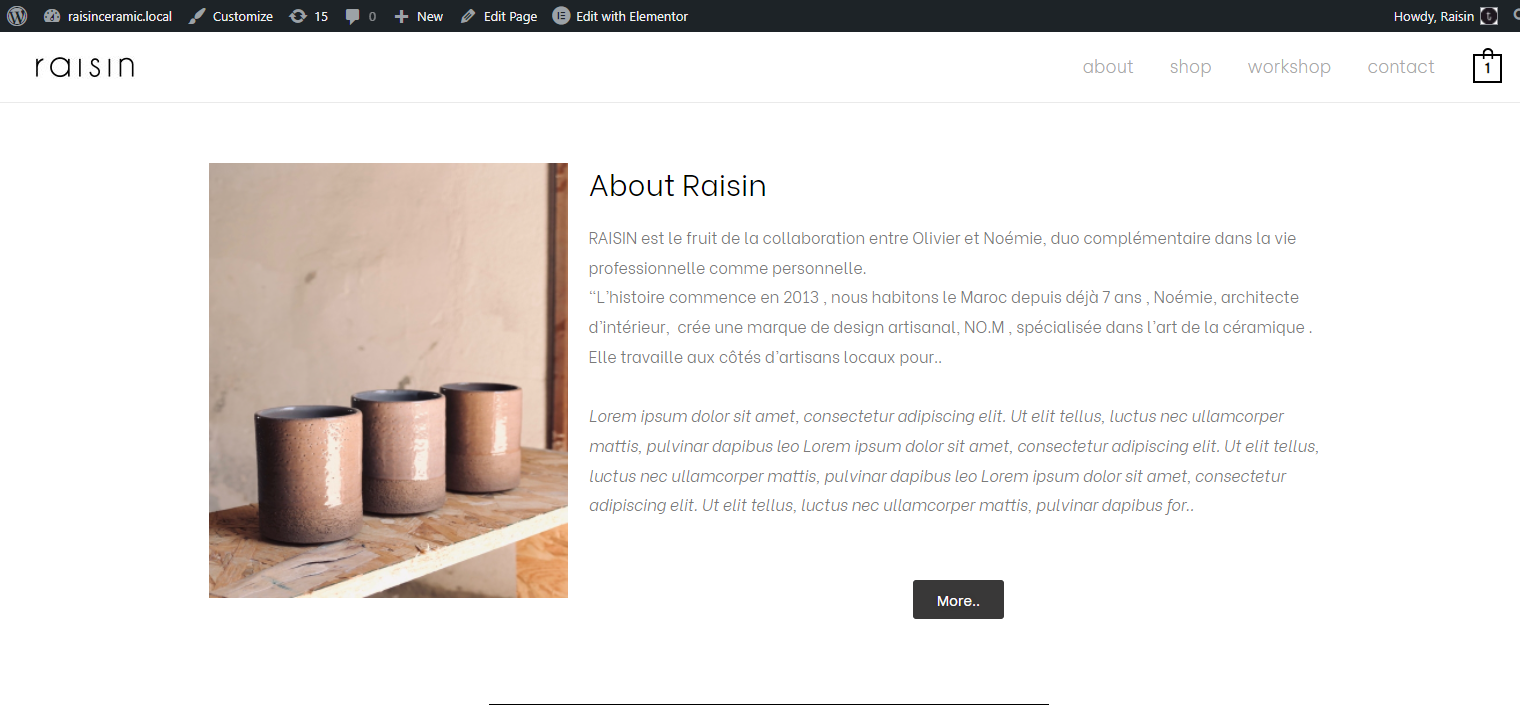 raisinceramic.local Customize 15 0 New Edit Page Edit with Elementor Howdy, Raisin
raisin about shop workshop contact 1
About Raisin
RAISIN est le fruit de la collaboration entre Olivier et Noémie, duo complémentaire dans la vie
professionnelle comme personnelle.
“L’histoire commence en 2013 , nous habitons le Maroc depuis déjà 7 ans , Noémie, architecte
d’intérieur,  crée une marque de design artisanal, NO.M , spécialisée dans l’art de la céramique .
Elle travaille aux côtés d’artisans locaux pour..
Lorem ipsum dolor sit amet, consectetur adipiscing elit. Ut elit tellus, luctus nec ullamcorper
mattis, pulvinar dapibus leo Lorem ipsum dolor sit amet, consectetur adipiscing elit. Ut elit tellus,
luctus nec ullamcorper mattis, pulvinar dapibus leo Lorem ipsum dolor sit amet, consectetur
adipiscing elit. Ut elit tellus, luctus nec ullamcorper mattis, pulvinar dapibus for..
More..